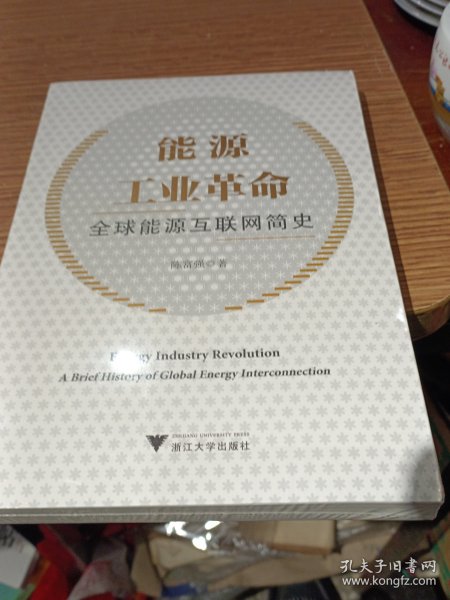 能源
工业革命
全球能源互联网简史
陈富强◎著
Energy Industry Revolution
A Brief History of Global Energy Interconnection
ZHEJIANG UNIVERSITY PRESS
浙江大学出版社
孔夫子旧书网
www.kongfz.com